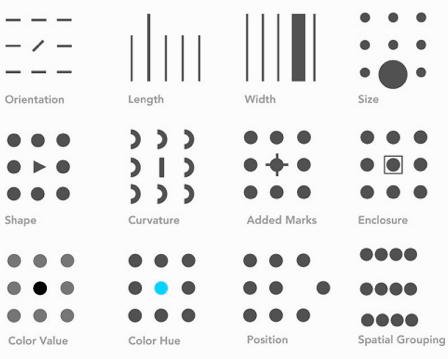 Orientation
Length
Width
Size
Shape
Curvature
Added Marks
Enclosure
Color Value
Color Hue
Position
Spatial Grouping